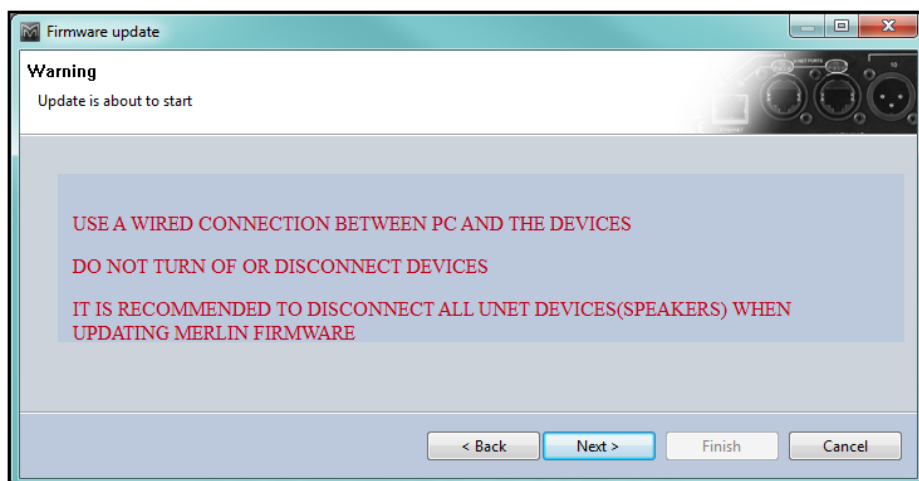 Firmware update
Warning
Update is about to start
USE A WIRED CONNECTION BETWEEN PC AND THE DEVICES
DO NOT TURN OF OR DISCONNECT DEVICES
IT IS RECOMMENDED TO DISCONNECT ALL UNET DEVICES(SPEAKERS) WHEN
UPDATING MERLIN FIRMWARE
< Back Next > Finish Cancel